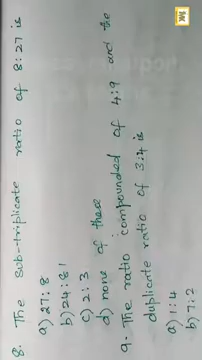 8. The sub-triplicate ratio of 8:27 is
a) 27:8
b) 24:81
c) 2:3
d) none of these
9. The ratio compounded of 4:9 and the
duplicate ratio of 3:4 is
a) 1:4
b) 7:2